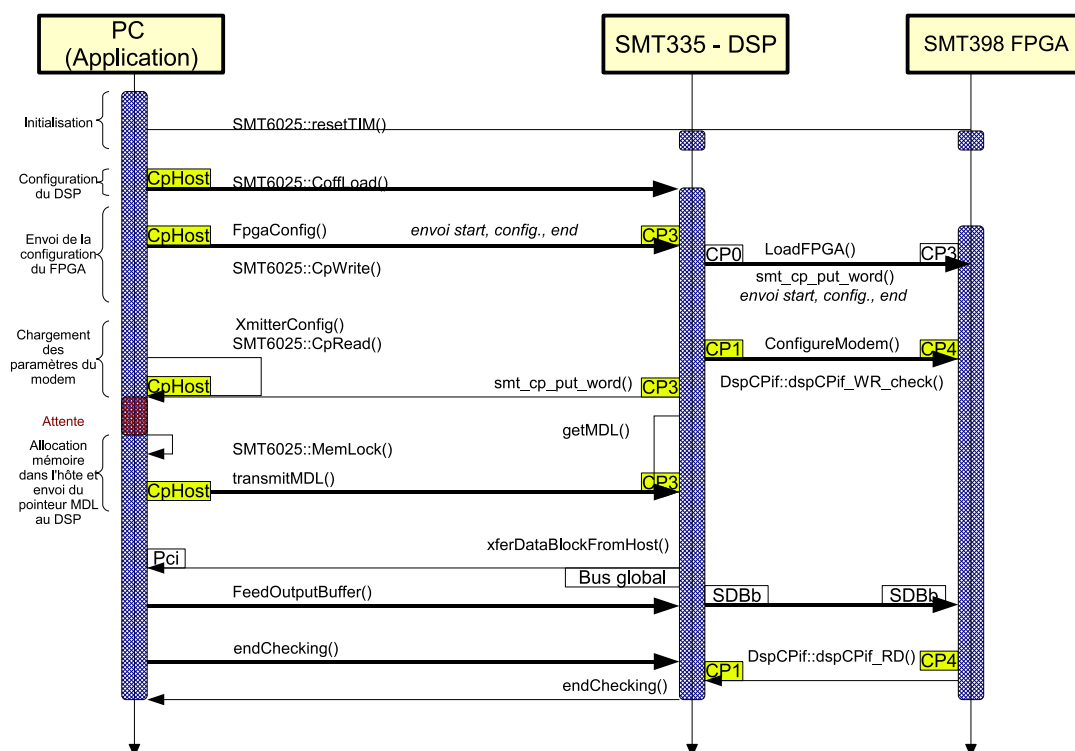 PC
(Application)
SMT335 - DSP
SMT398 FPGA
Initialisation
SMT6025::resetTIM()
Configuration
du DSP
CpHost
SMT6025::CoffLoad()
Envoi de la
configuration
du FPGA
CpHost
FpgaConfig()
envoi start, config., end
CP3
SMT6025::CpWrite()
CP0
LoadFPGA()
CP3
smt_cp_put_word()
envoi start, config., end
Chargement
des
paramètres du
modem
XmitterConfig()
SMT6025::CpRead()
CpHost
smt_cp_put_word()
CP3
CP1
ConfigureModem()
CP4
DspCPif::dspCPif_WR_check()
Attente
getMDL()
Allocation
mémoire
dans l'hôte et
envoi du
pointeur MDL
au DSP
SMT6025::MemLock()
CpHost
transmitMDL()
CP3
xferDataBlockFromHost()
Pci
Bus global
FeedOutputBuffer()
SDBb
SDBb
endChecking()
DspCPif::dspCPif_RD()
CP1
CP4
endChecking()